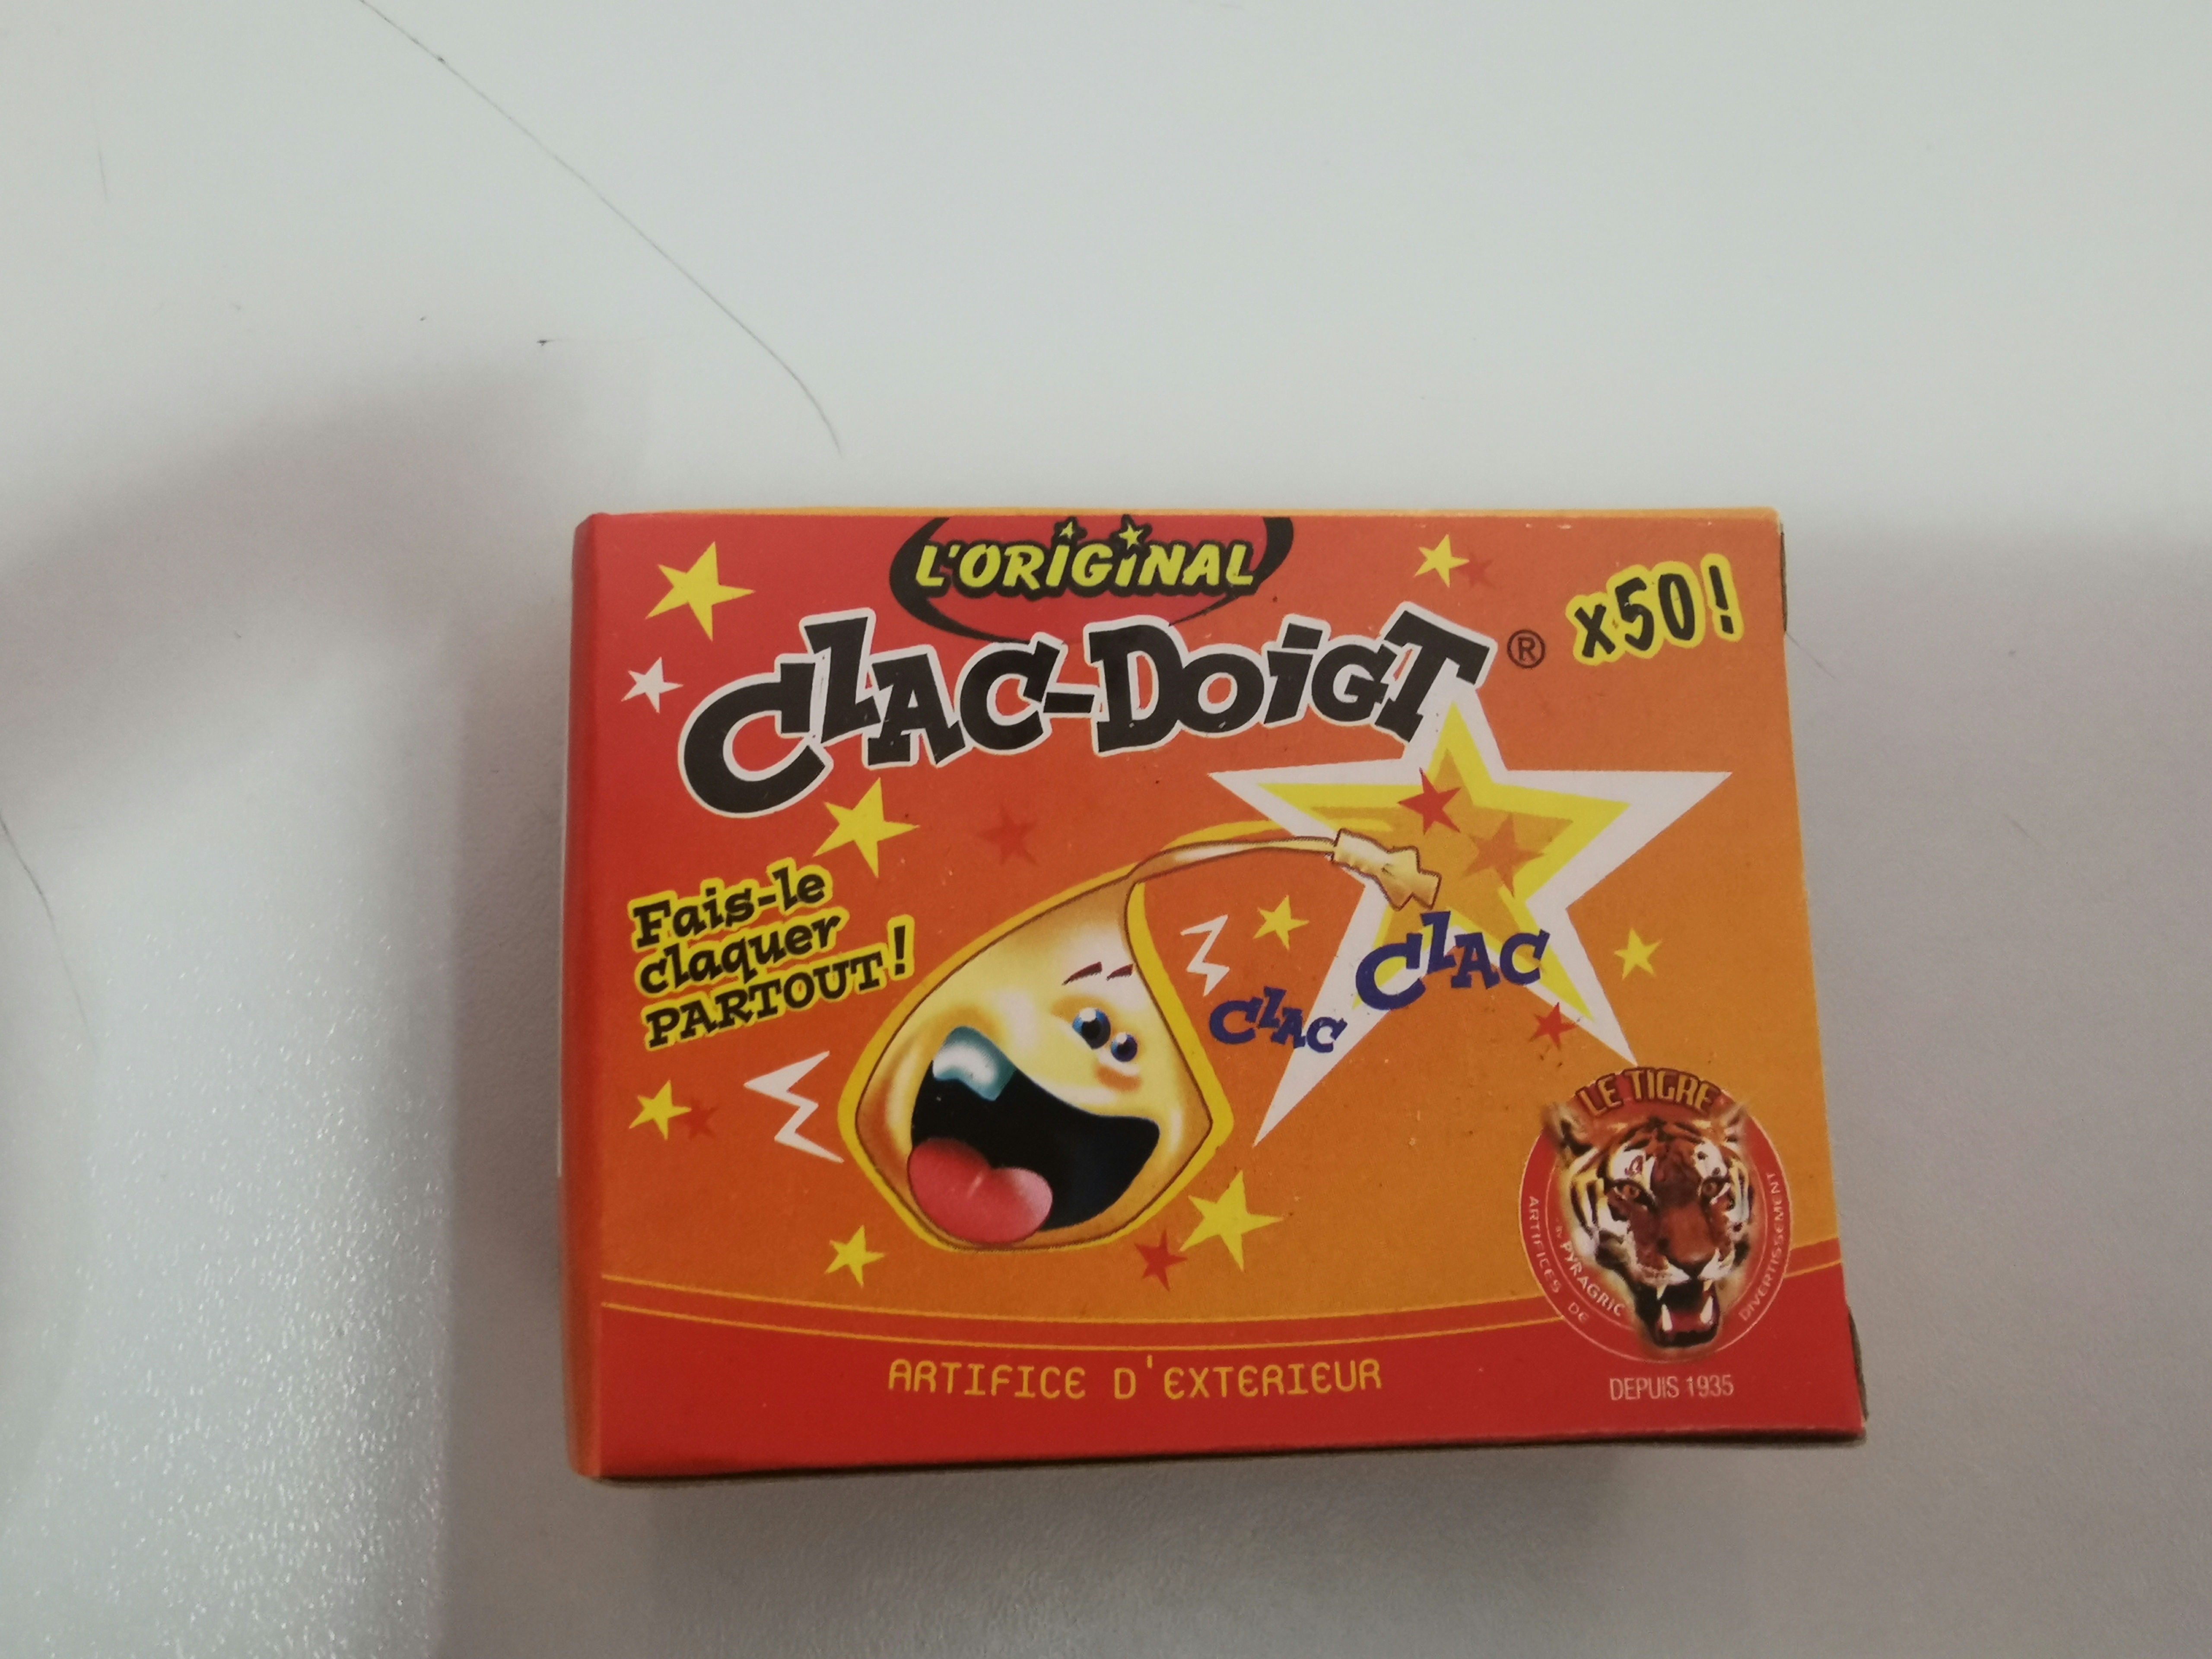 L'ORIGINAL
CLAC-DOIGT®
x50!
Fais-le
claquer
PARTOUT!
CLAC
CLAC
LE TIGRE
ARTIFICES DE DIVERTISSEMENT
BY PYRAGRIC
DEPUIS 1935
ARTIFICE D'EXTERIEUR